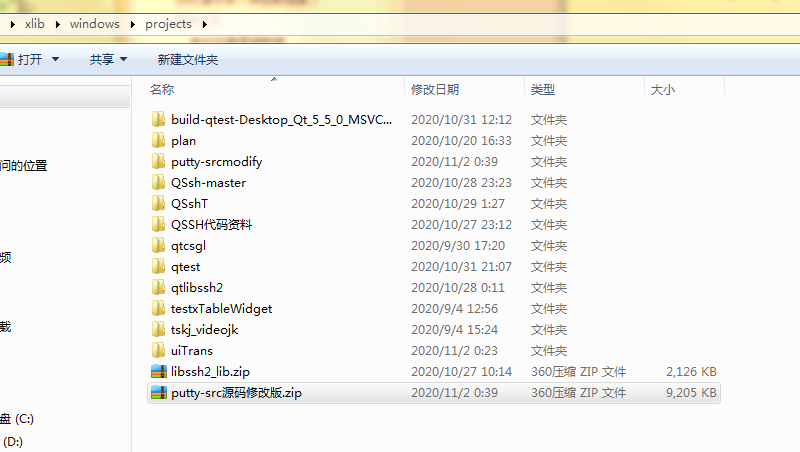 xlib windows projects
打开 共享 新建文件夹
名称 修改日期 类型 大小
build-qtest-Desktop_Qt_5_5_0_MSVC... 2020/10/31 12:12 文件夹
plan 2020/10/20 16:33 文件夹
putty-srcmodify 2020/11/2 0:39 文件夹
问的位置
QSsh-master 2020/10/28 23:23 文件夹
QSshT 2020/10/29 1:27 文件夹
QSSH代码资料 2020/10/27 23:12 文件夹
qtcsgl 2020/9/30 17:20 文件夹
频
qtest 2020/10/31 21:07 文件夹
qtlibssh2 2020/10/28 0:11 文件夹
testxTableWidget 2020/9/4 12:56 文件夹
载
tskj_videojk 2020/9/4 15:24 文件夹
uiTrans 2020/11/2 0:23 文件夹
libssh2_lib.zip 2020/10/27 10:14 360压缩 ZIP 文件 2,126 KB
putty-src源码修改版.zip 2020/11/2 0:39 360压缩 ZIP 文件 9,205 KB
盘 (C:)
(D:)